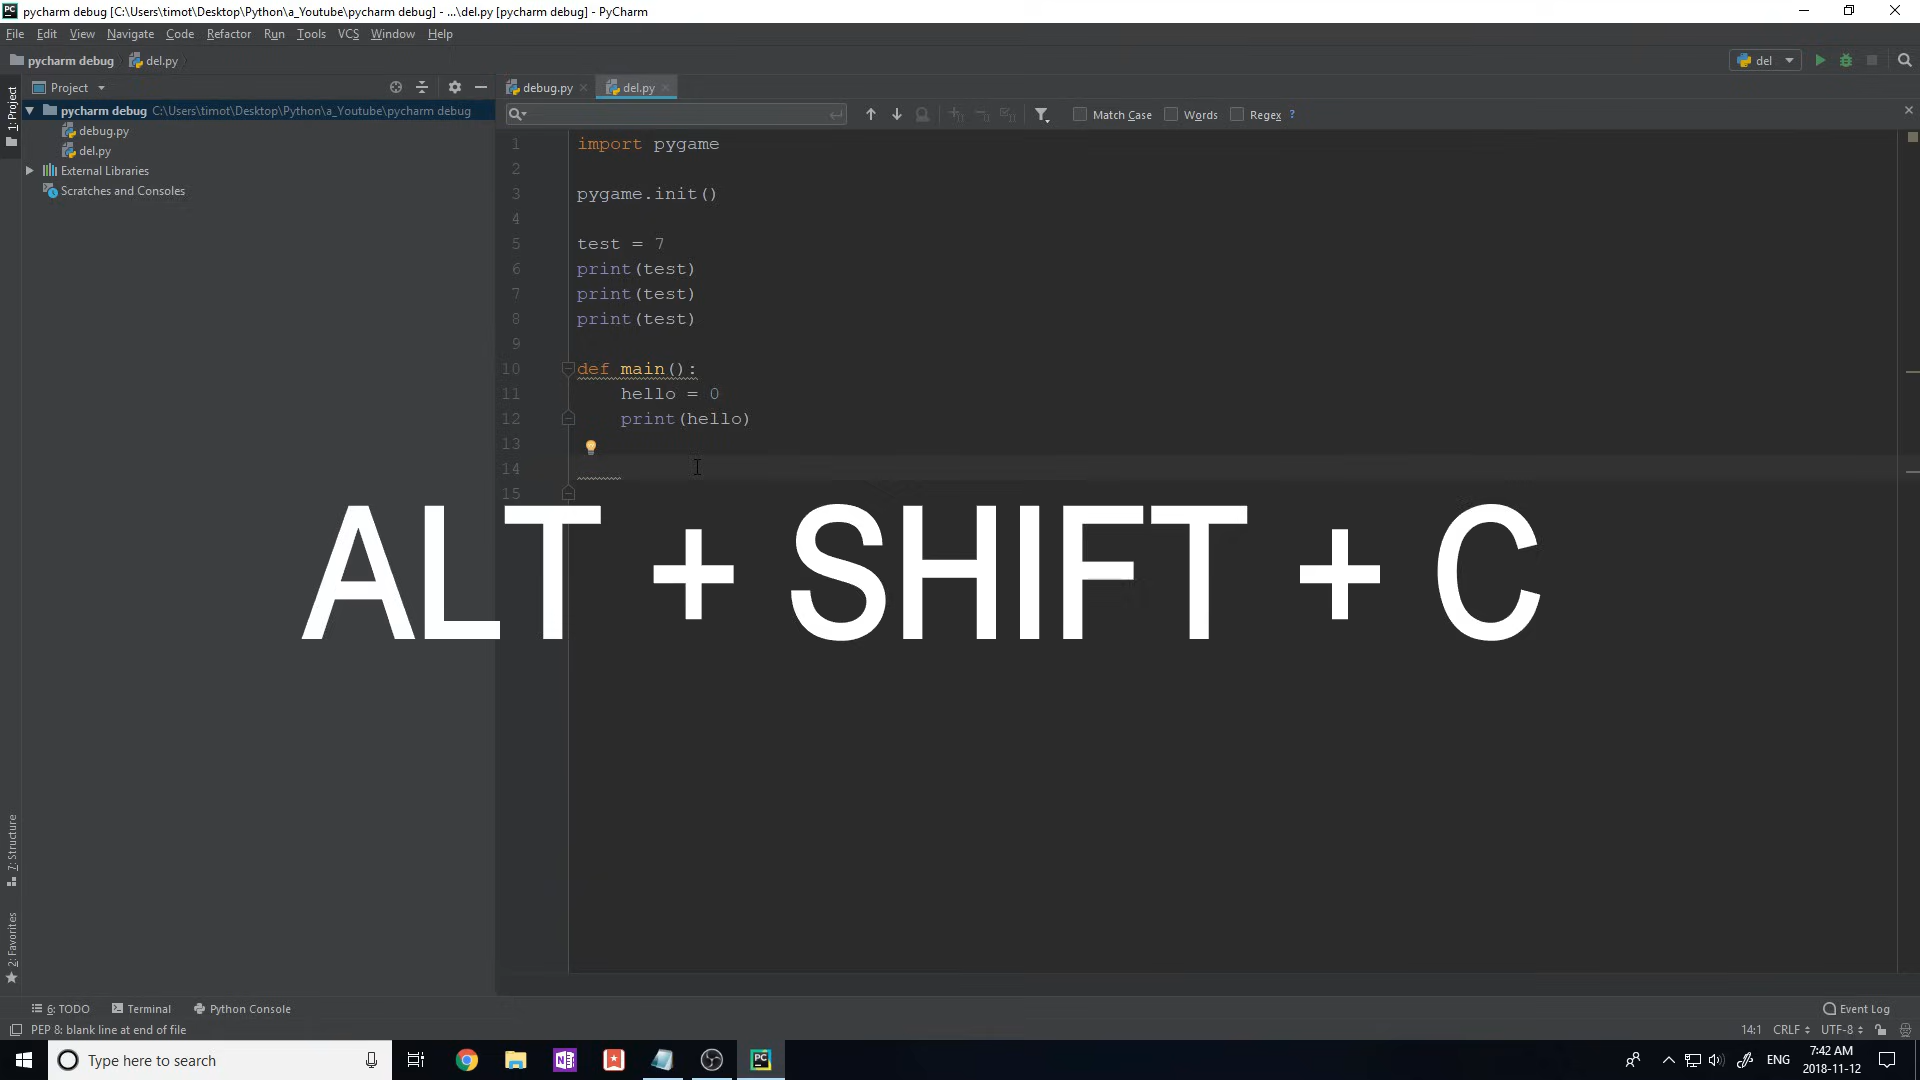 pycharm debug [C:\Users\timot\Desktop\Python\a_Youtube\pycharm debug] - ...\del.py [pycharm debug] - PyCharm
File Edit View Navigate Code Refactor Run Tools VCS Window Help
pycharm debug del.py del
Project debug.py del.py
1: Project
pycharm debug C:\Users\timot\Desktop\Python\a_Youtube\pycharm debug
debug.py
del.py
External Libraries
Scratches and Consoles
Match Case Words Regex ?
1 import pygame
2
3 pygame.init()
4
5 test = 7
6 print(test)
7 print(test)
8 print(test)
9
10 def main():
11 hello = 0
12 print(hello)
13
14
15
ALT + SHIFT + C
7: Structure
2: Favorites
6: TODO Terminal Python Console Event Log
PEP 8: blank line at end of file 14:1 CRLF UTF-8
Type here to search ENG 7:42 AM
2018-11-12